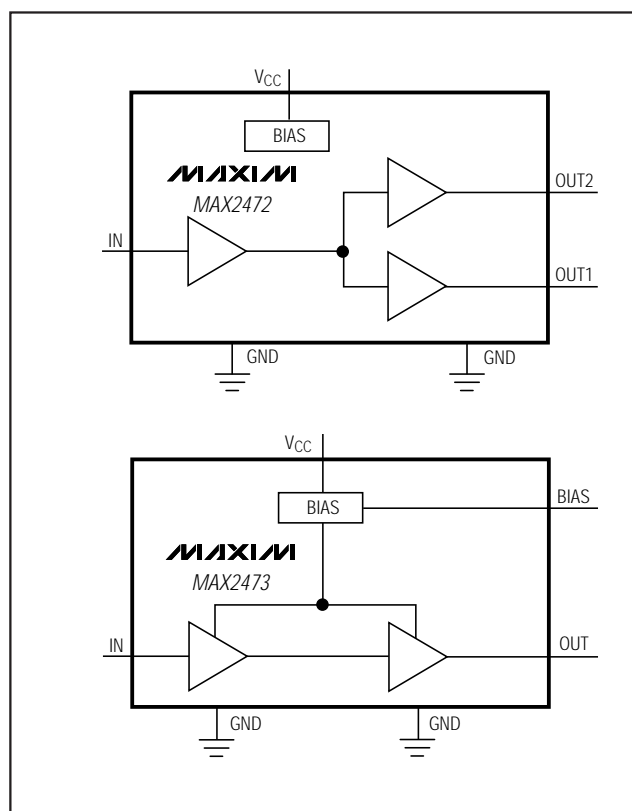 VCC
BIAS
MAXIM
MAX2472
IN
OUT2
OUT1
GND
GND
VCC
BIAS
BIAS
MAXIM
MAX2473
IN
OUT
GND
GND